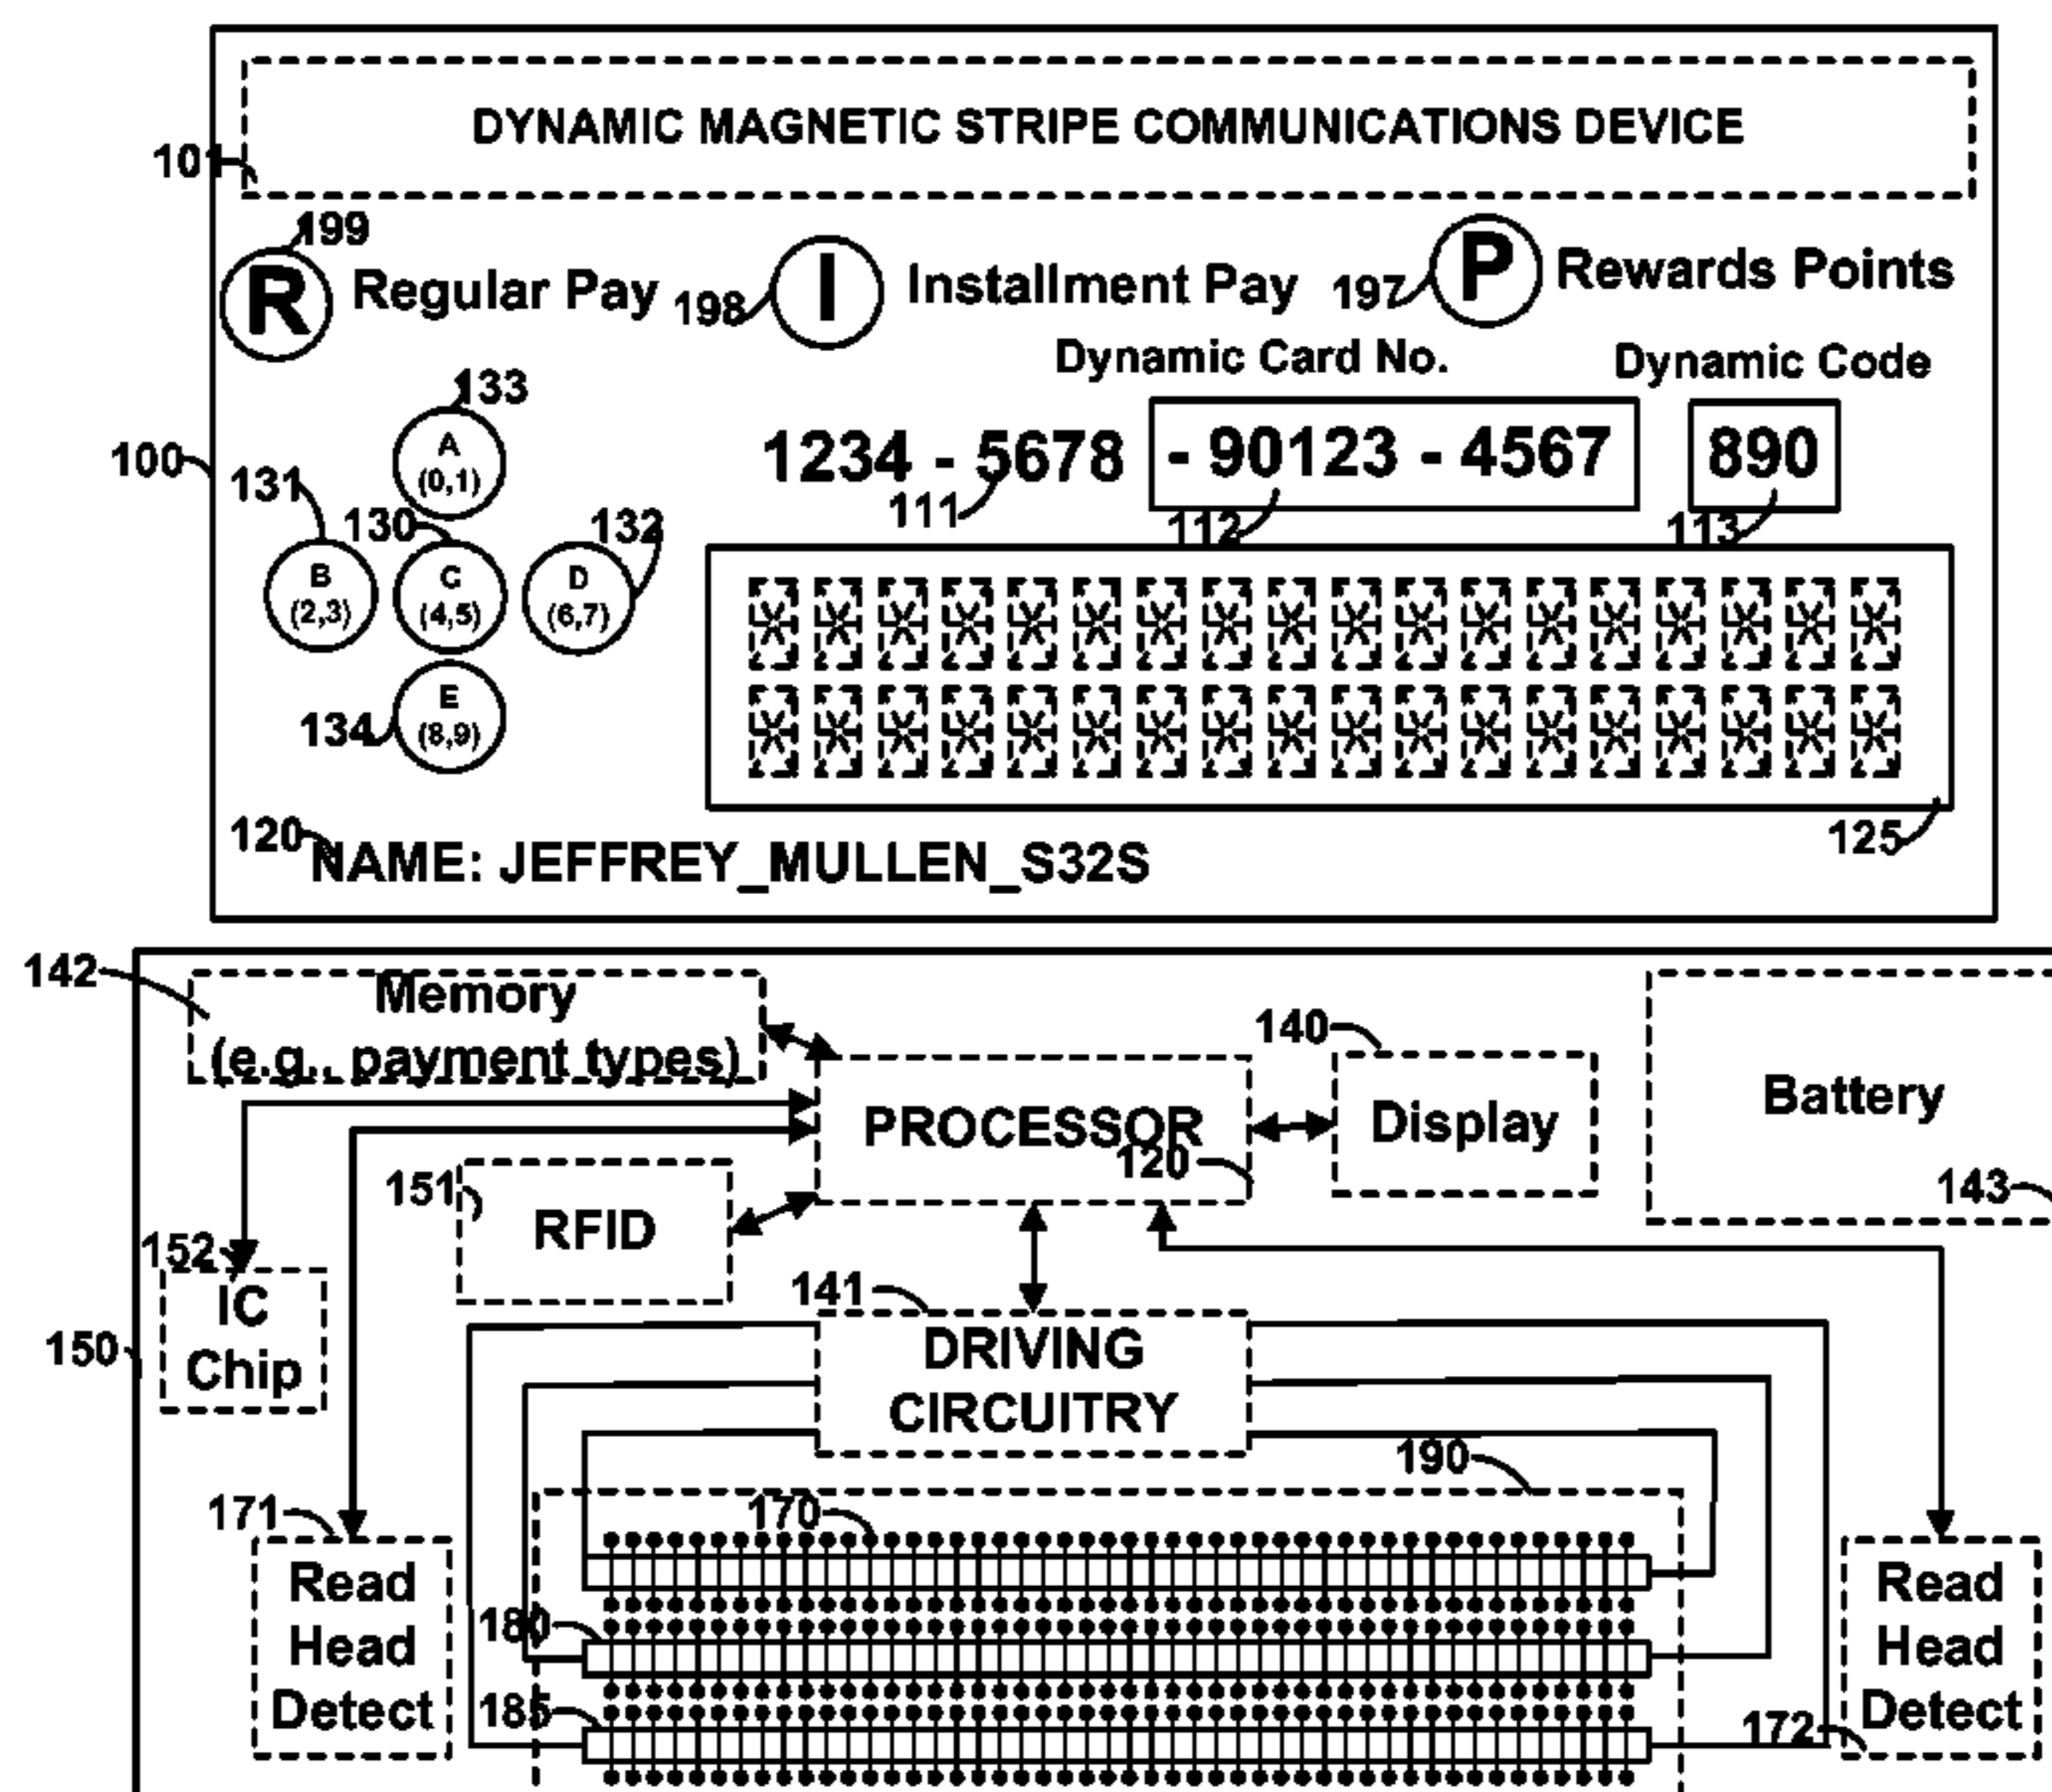 DYNAMIC MAGNETIC STRIPE COMMUNICATIONS DEVICE
101
199
R Regular Pay 198 I Installment Pay 197 P Rewards Points
Dynamic Card No. Dynamic Code
133
A
(0,1)
100
1234 - 5678 - 90123 - 4567 890
131 111 112 113
130 132
B
(2,3)
C
(4,5)
D
(6,7)
E
(8,9)
134
125
120
NAME: JEFFREY_MULLEN_S32S
142
Memory
(e.g., payment types)
140
PROCESSOR
120
Display
Battery
143
151
RFID
152
IC
Chip
150
141
DRIVING
CIRCUITRY
190
171
170
Read
Head
Detect
180
185
Read
Head
Detect
172